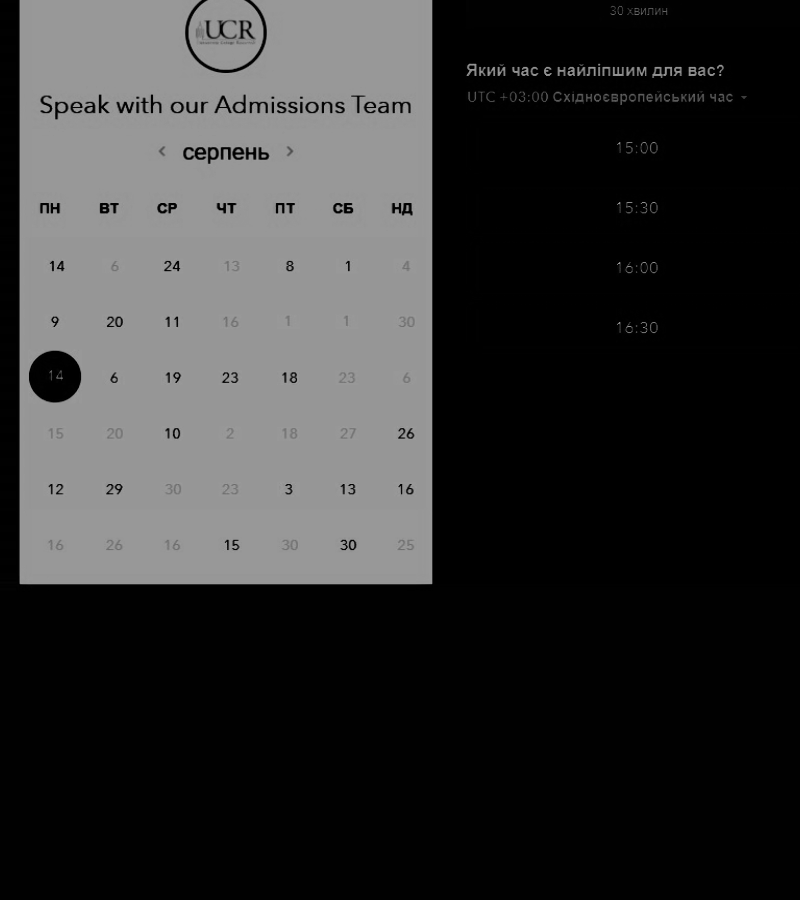 UCR
Speak with our Admissions Team
< серпень >
ПН ВТ СР ЧТ ПТ СБ НД
14 6 24 13 8 1 4
9 20 11 16 1 1 30
14 6 19 23 18 23 6
15 20 10 2 18 27 26
12 29 30 23 3 13 16
16 26 16 15 30 30 25
30 хвилин
Який час є найліпшим для вас?
UTC +03:00 Східноєвропейський час
15:00
15:30
16:00
16:30